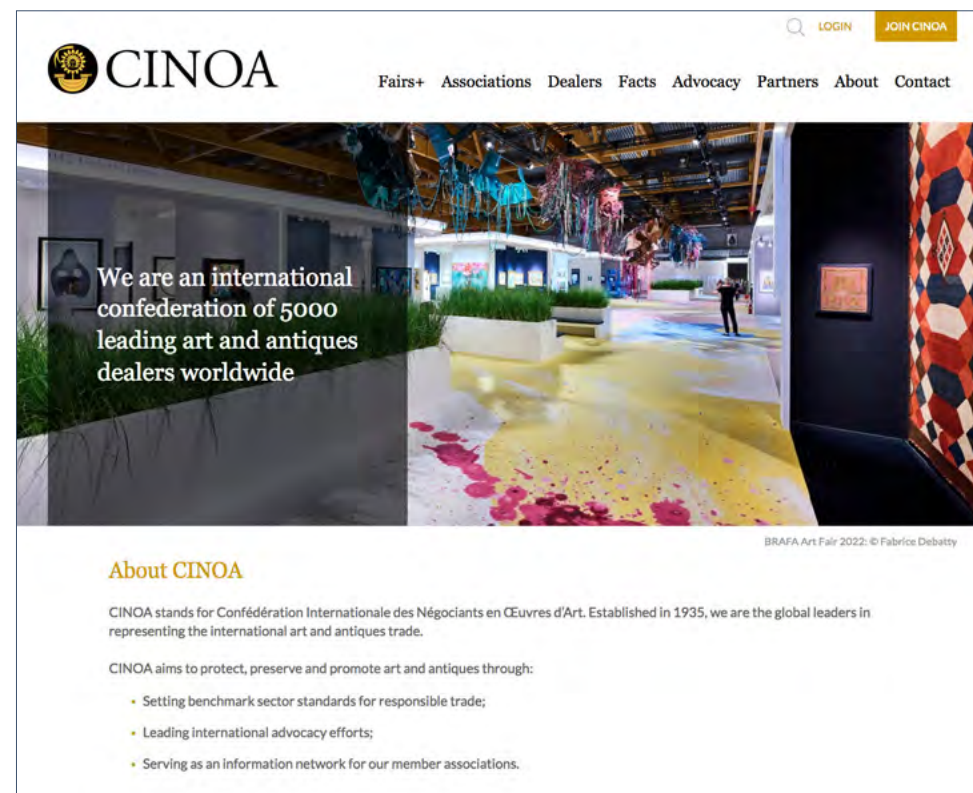 LOGIN
JOIN CINOA
CINOA
Fairs+ Associations Dealers Facts Advocacy Partners About Contact
We are an international
confederation of 5000
leading art and antiques
dealers worldwide
BRAFA Art Fair 2022: © Fabrice Debatty
About CINOA
CINOA stands for Confédération Internationale des Négociants en Œuvres d’Art. Established in 1935, we are the global leaders in
representing the international art and antiques trade.
CINOA aims to protect, preserve and promote art and antiques through:
• Setting benchmark sector standards for responsible trade;
• Leading international advocacy efforts;
• Serving as an information network for our member associations.